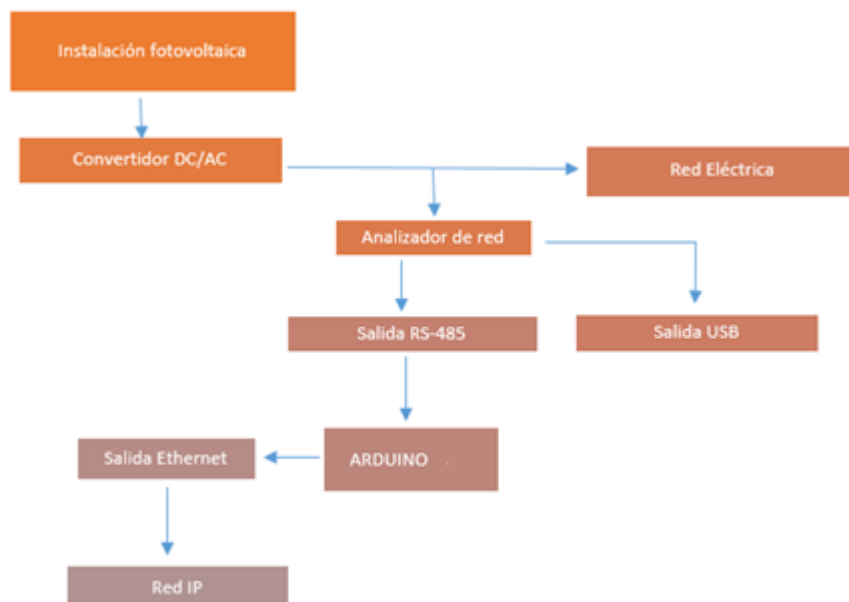 Instalación fotovoltaica
Convertidor DC/AC
Red Eléctrica
Analizador de red
Salida RS-485
Salida USB
Salida Ethernet
ARDUINO
Red IP